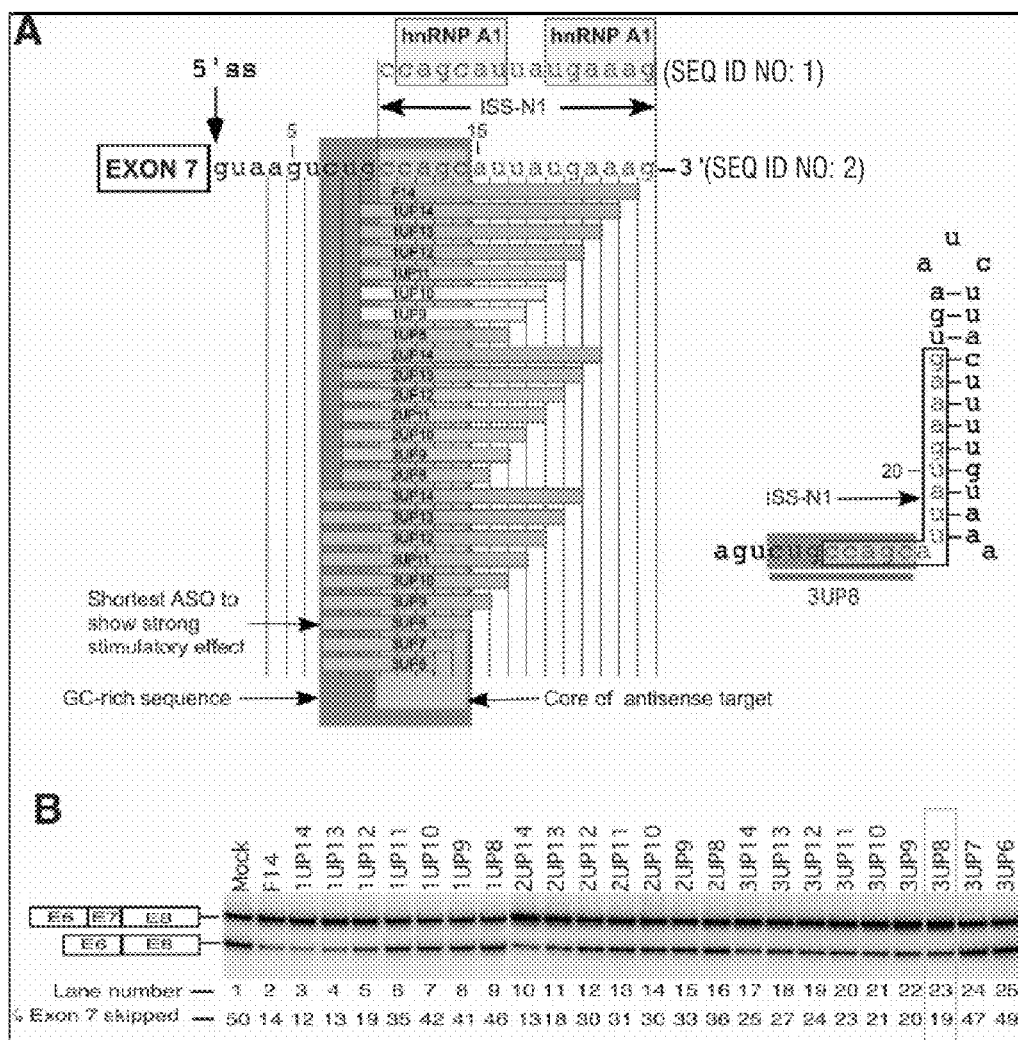 A
hnRNP A1 hnRNP A1
5'ss
ccagcauuaugaaag (SEQ ID NO: 1)
ISS-N1
5 15
EXON 7 guaagucugccagcauuaugaaag – 3'(SEQ ID NO: 2)
F14
1UP14
1UP13
1UP12
1UP11
1UP10
1UP9
1UP8
2UP14
2UP13
2UP12
2UP11
2UP10
2UP9
2UP8
3UP14
3UP13
3UP12
3UP11
3UP10
3UP9
3UP8
3UP7
3UP6
Shortest ASO to
show strong
stimulatory effect
GC-rich sequence
Core of antisense target
u
a c
a–u
g–u
u–a
g–c
a–u
a–u
a–u
g–u
20 – u–g
a–u
ISS-N1
u–a
u–a
agucugccagca a
3UP8
B
Mock F14 1UP14 1UP13 1UP12 1UP11 1UP10 1UP9 1UP8 2UP14 2UP13 2UP12 2UP11 2UP10 2UP9 2UP8 3UP14 3UP13 3UP12 3UP11 3UP10 3UP9 3UP8 3UP7 3UP6
E6 E7 E8
E6 E8
Lane number — 1 2 3 4 5 6 7 8 9 10 11 12 13 14 15 16 17 18 19 20 21 22 23 24 25
% Exon 7 skipped — 50 14 12 13 19 35 42 41 46 13 18 30 31 30 33 36 25 27 24 23 21 20 19 47 49